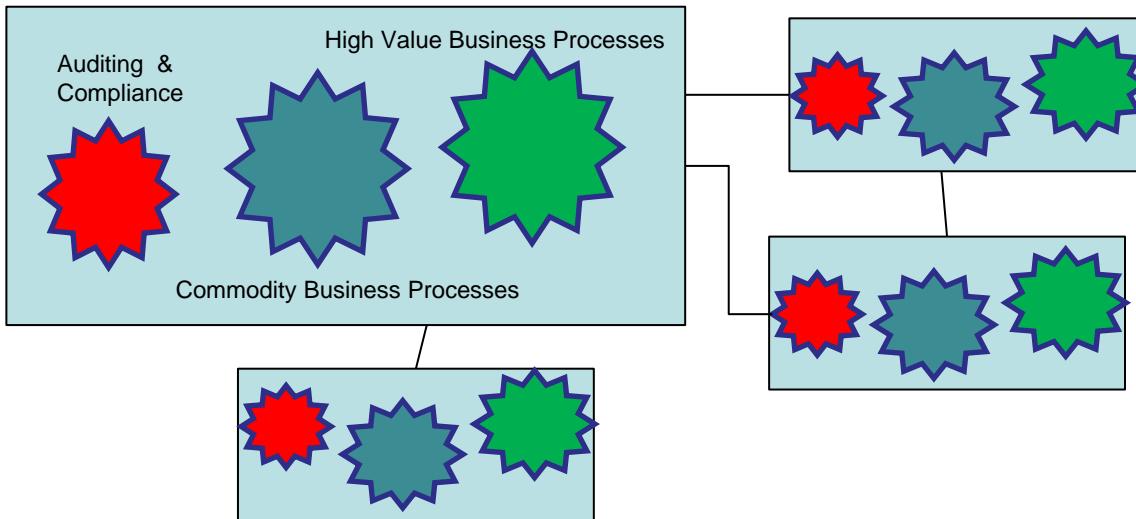 High Value Business Processes
Auditing &
Compliance
Commodity Business Processes